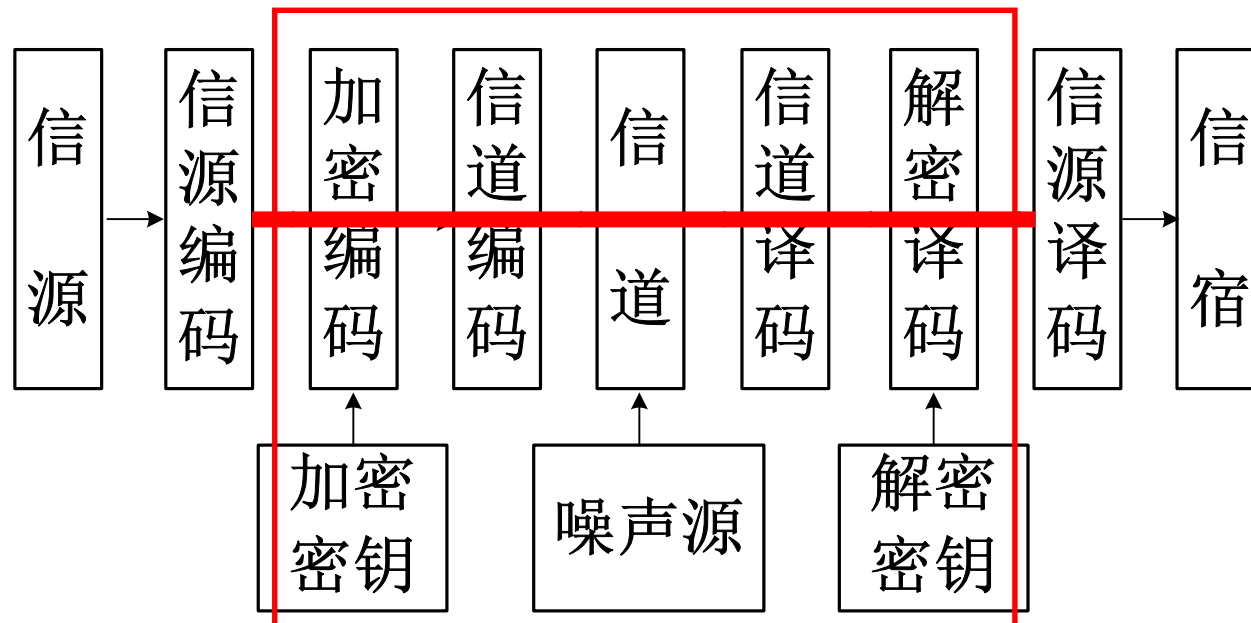 信源
信源编码
加密编码
信道编码
信道
信道译码
解密译码
信源译码
信宿
加密
密钥
噪声源
解密
密钥